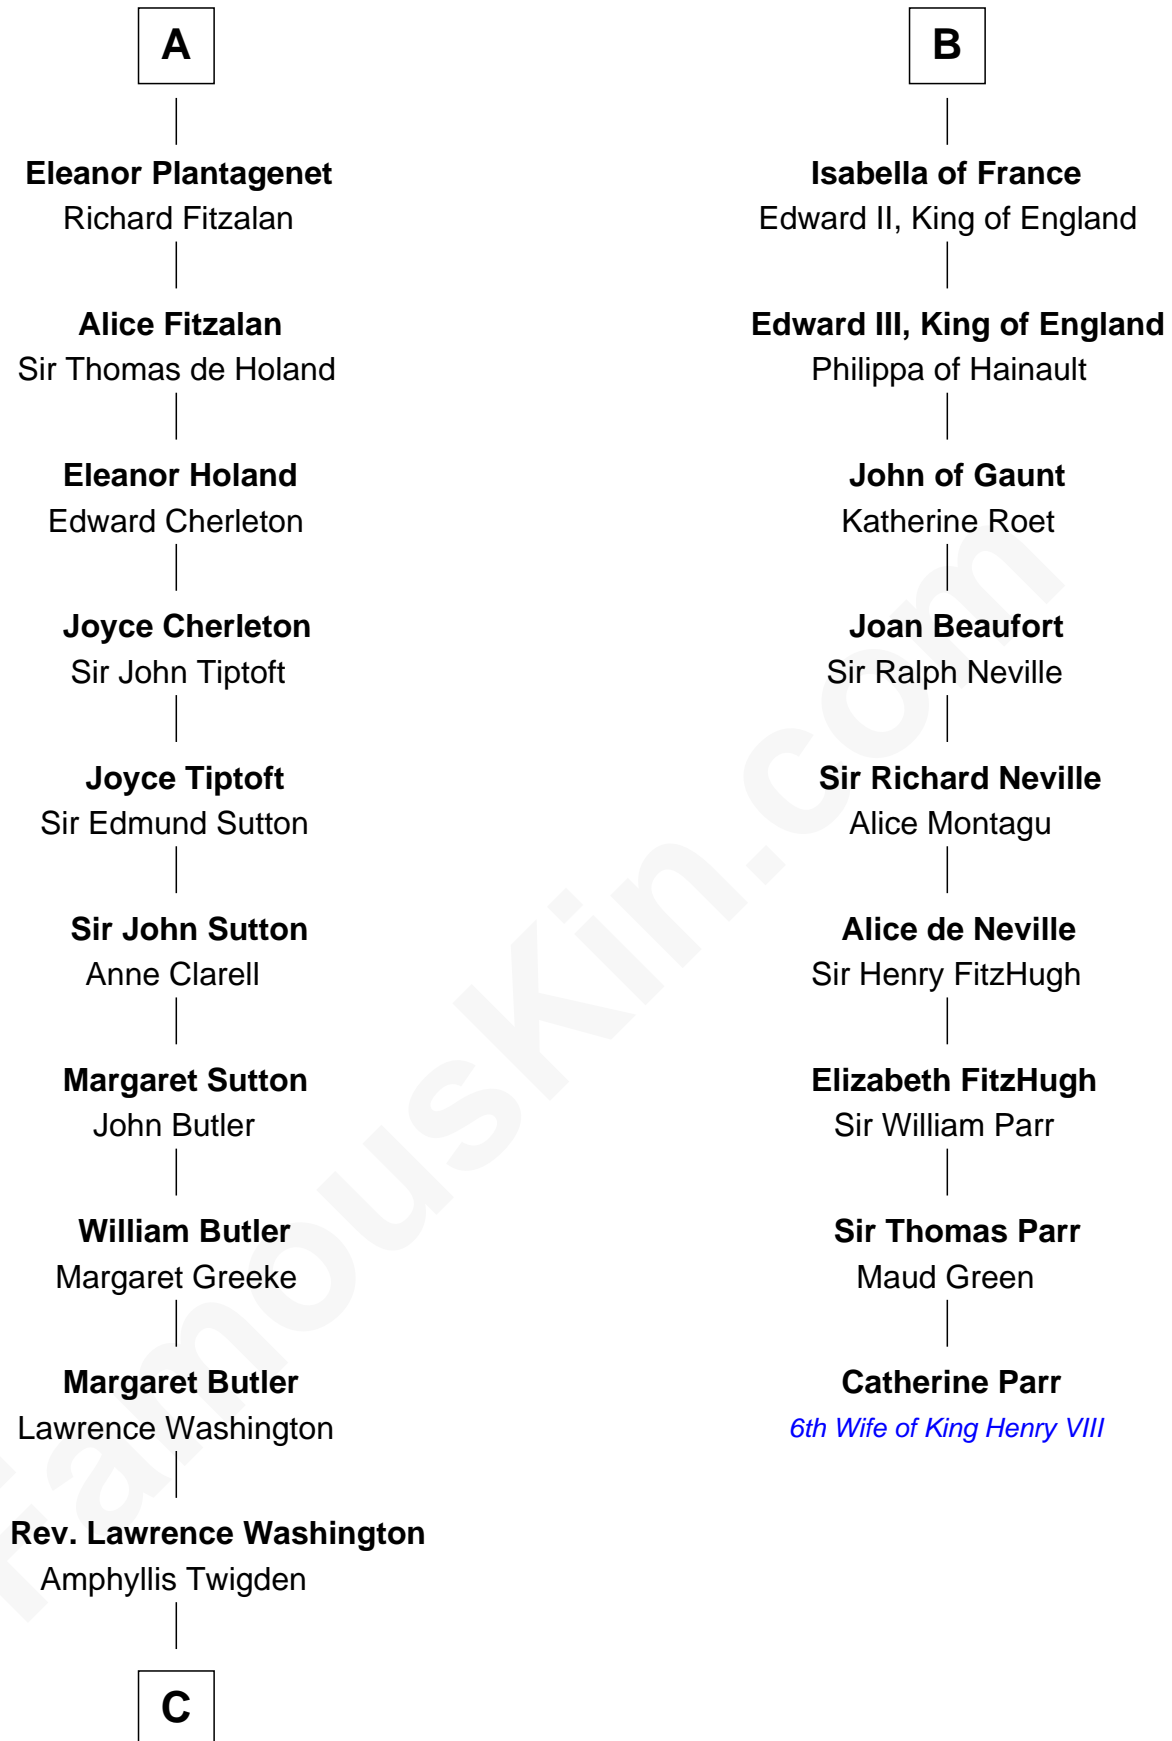 A
Eleanor Plantagenet
Richard Fitzalan
Alice Fitzalan
Sir Thomas de Holand
Eleanor Holand
Edward Cherleton
Joyce Cherleton
Sir John Tiptoft
Joyce Tiptoft
Sir Edmund Sutton
Sir John Sutton
Anne Clarell
Margaret Sutton
John Butler
William Butler
Margaret Greeke
Margaret Butler
Lawrence Washington
Rev. Lawrence Washington
Amphyllis Twigden
C
B
Isabella of France
Edward II, King of England
Edward III, King of England
Philippa of Hainault
John of Gaunt
Katherine Roet
Joan Beaufort
Sir Ralph Neville
Sir Richard Neville
Alice Montagu
Alice de Neville
Sir Henry FitzHugh
Elizabeth FitzHugh
Sir William Parr
Sir Thomas Parr
Maud Green
Catherine Parr
6th Wife of King Henry VIII
famouskin.com